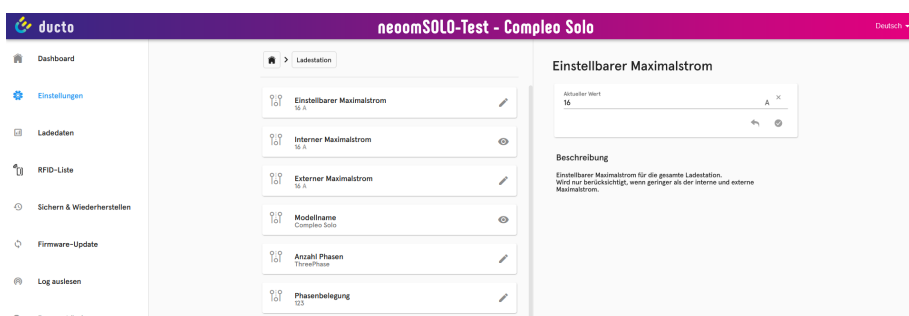 ducto
neoomSOLO-Test - Compleo Solo
Deutsch
Dashboard
Einstellungen
Ladedaten
RFID-Liste
Sichern & Wiederherstellen
Firmware-Update
Log auslesen
> Ladestation
Einstellbarer Maximalstrom
16 A
Interner Maximalstrom
16 A
Externer Maximalstrom
16 A
Modellname
Compleo Solo
Anzahl Phasen
ThreePhase
Phasenbelegung
123
Einstellbarer Maximalstrom
Aktueller Wert
16 A
Beschreibung
Einstellbarer Maximalstrom für die gesamte Ladestation.
Wird nur berücksichtigt, wenn geringer als der interne und externe
Maximalstrom.